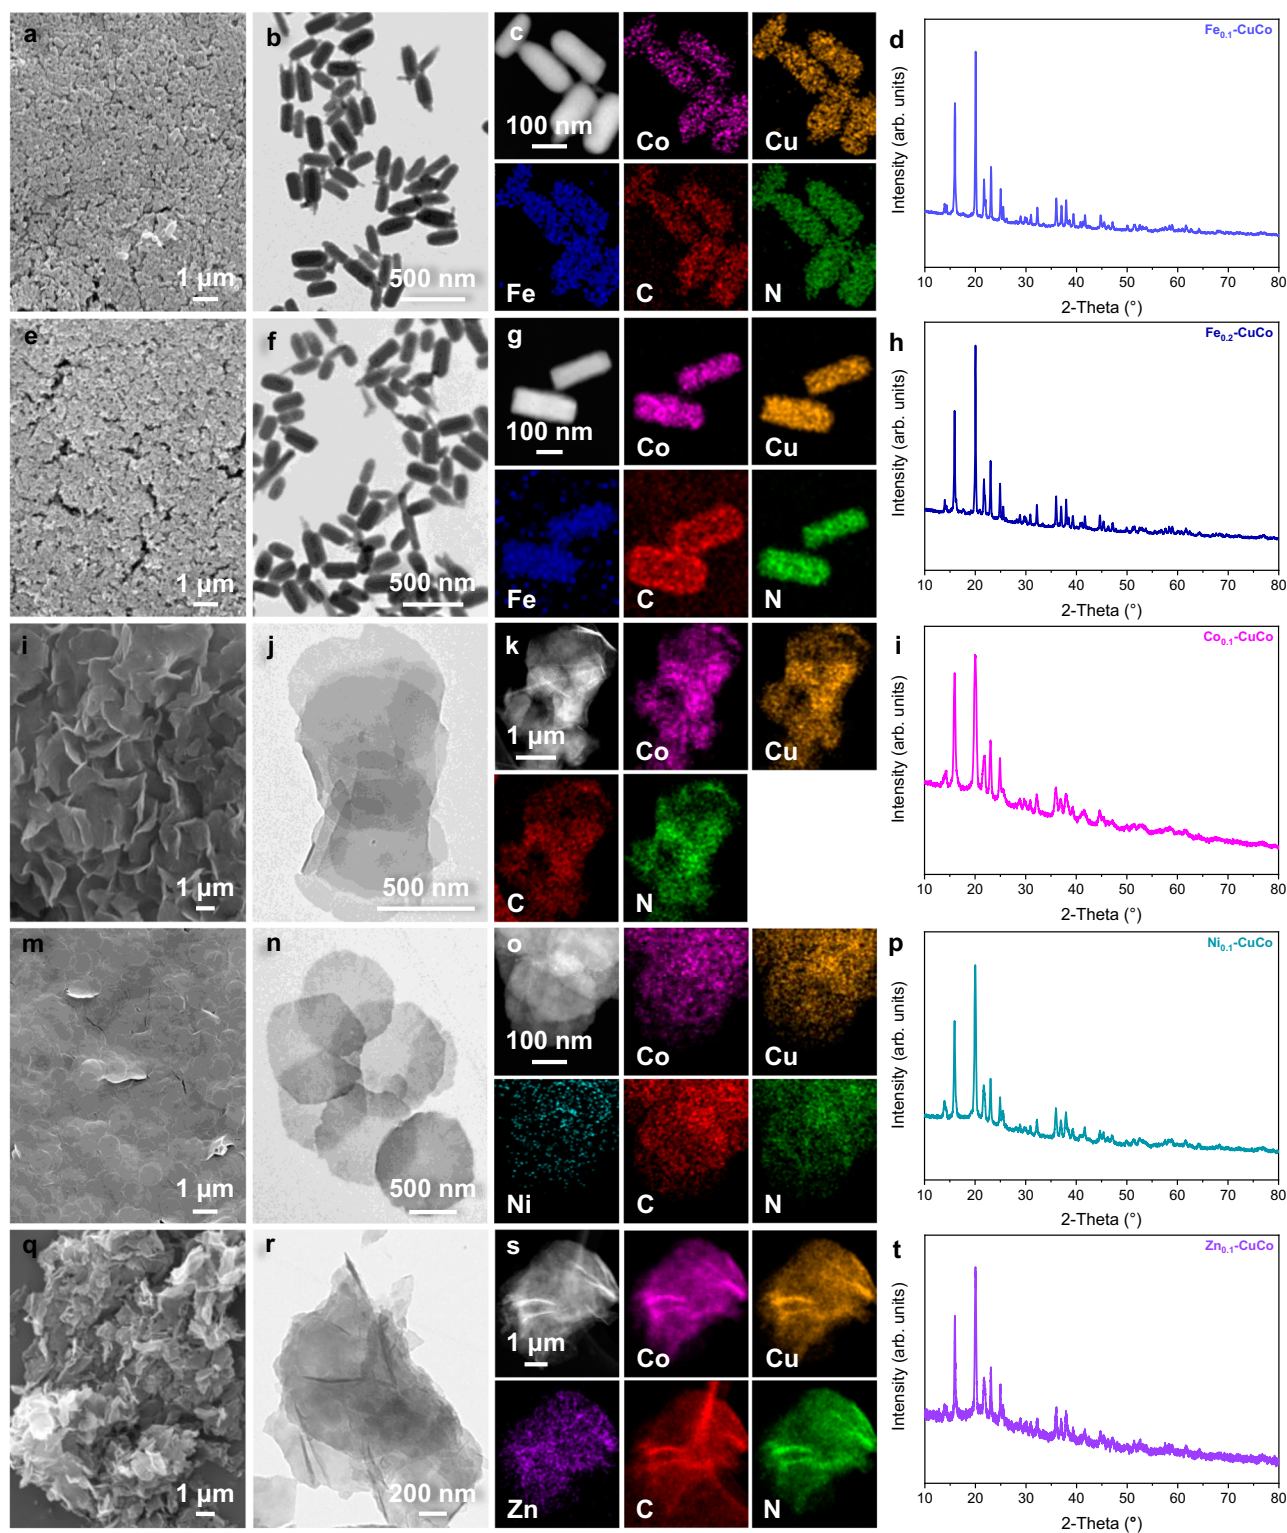 a
1 µm
b
500 nm
c
100 nm
Co
Cu
Fe
C
N
d
Fe0.1-CuCo
Intensity (arb. units)
10 20 30 40 50 60 70 80
2-Theta (°)
e
1 µm
f
500 nm
g
100 nm
Co
Cu
Fe
C
N
h
Fe0.2-CuCo
Intensity (arb. units)
10 20 30 40 50 60 70 80
2-Theta (°)
i
1 µm
j
500 nm
k
1 µm
Co
Cu
C
N
i
Co0.1-CuCo
Intensity (arb. units)
10 20 30 40 50 60 70 80
2-Theta (°)
m
1 µm
n
500 nm
o
100 nm
Co
Cu
Ni
C
N
p
Ni0.1-CuCo
Intensity (arb. units)
10 20 30 40 50 60 70 80
2-Theta (°)
q
1 µm
r
200 nm
s
1 µm
Co
Cu
Zn
C
N
t
Zn0.1-CuCo
Intensity (arb. units)
10 20 30 40 50 60 70 80
2-Theta (°)